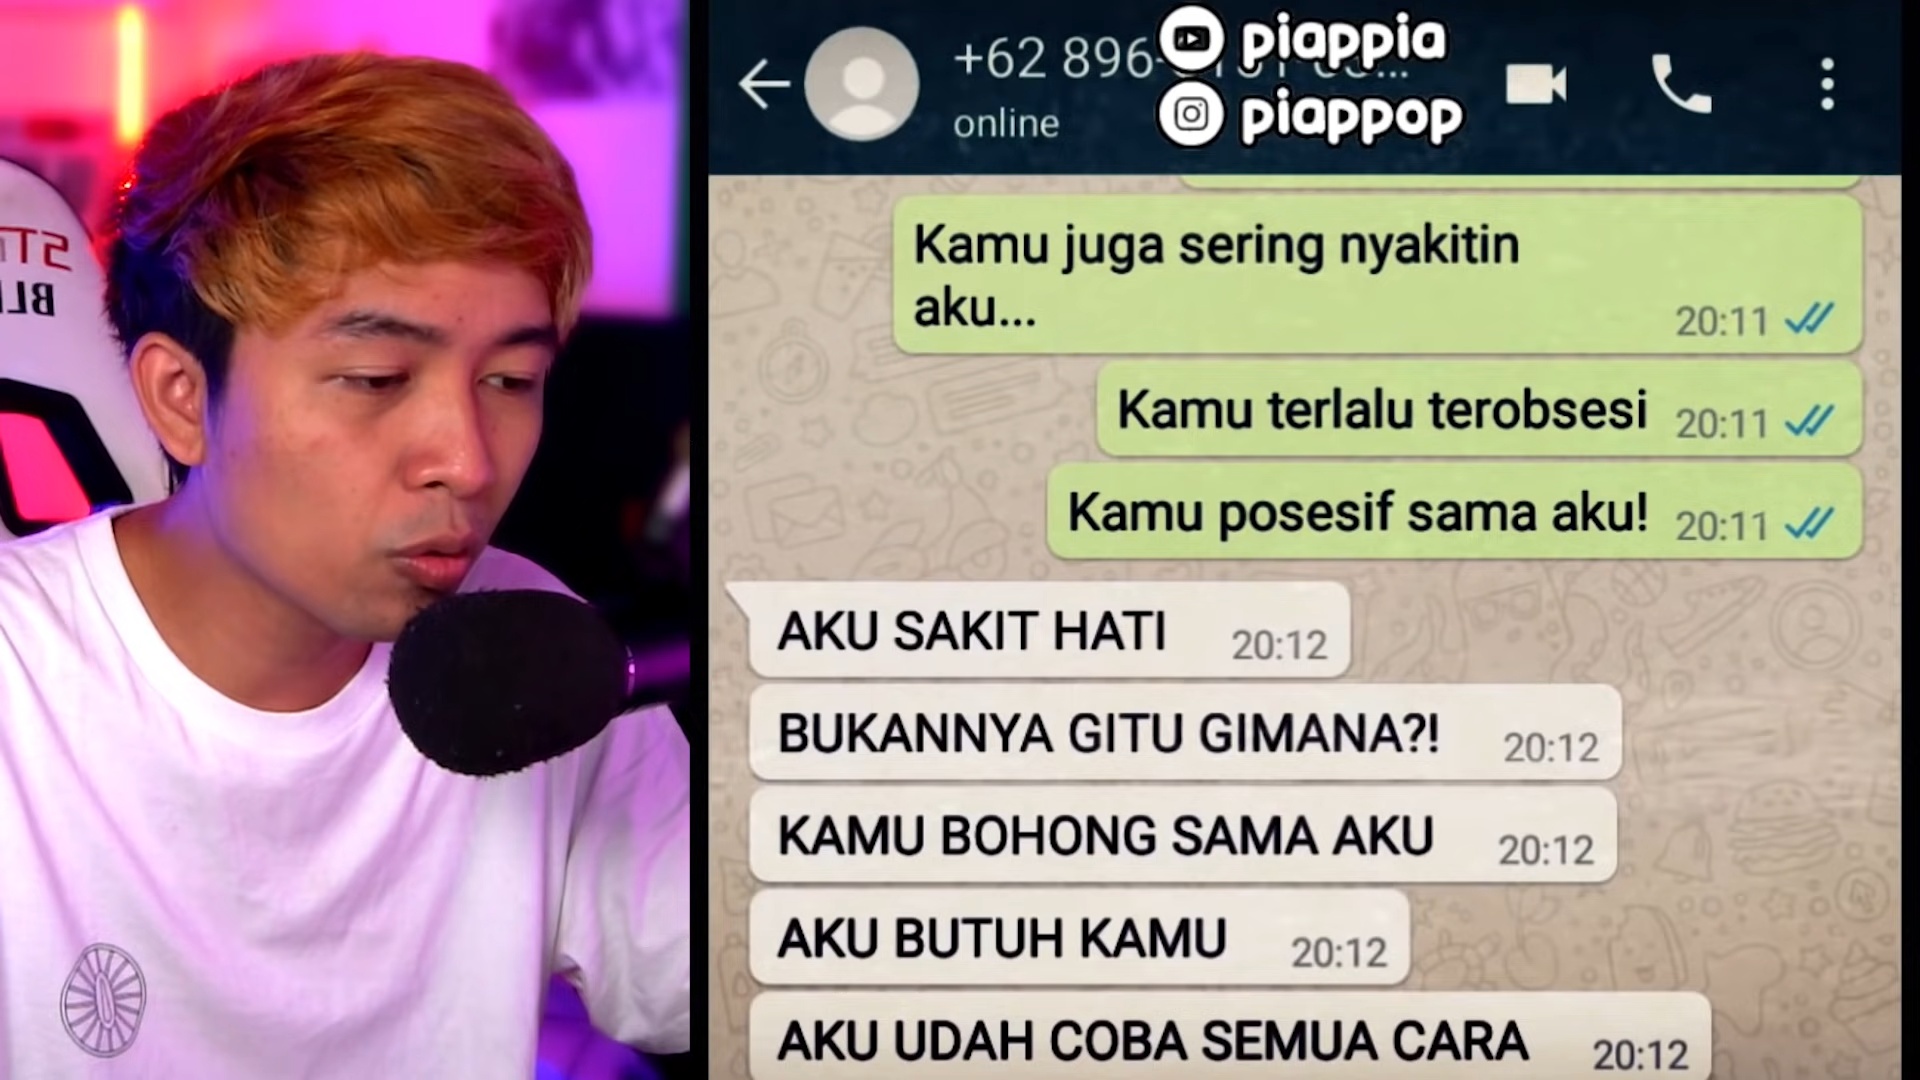 +62 896-
online
piappia
piappop
Kamu juga sering nyakitin
aku...
20:11
Kamu terlalu terobsesi 20:11
Kamu posesif sama aku! 20:11
AKU SAKIT HATI 20:12
BUKANNYA GITU GIMANA?! 20:12
KAMU BOHONG SAMA AKU 20:12
AKU BUTUH KAMU 20:12
AKU UDAH COBA SEMUA CARA 20:12